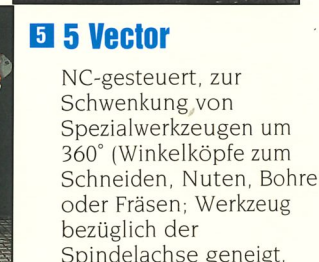 5 5 Vector
NC-gesteuert, zur
Schwenkung von
Spezialwerkzeugen um
360° (Winkelköpfe zum
Schneiden, Nuten, Bohre
oder Fräsen; Werkzeug
bezüglich der
Spindelachse geneigt,